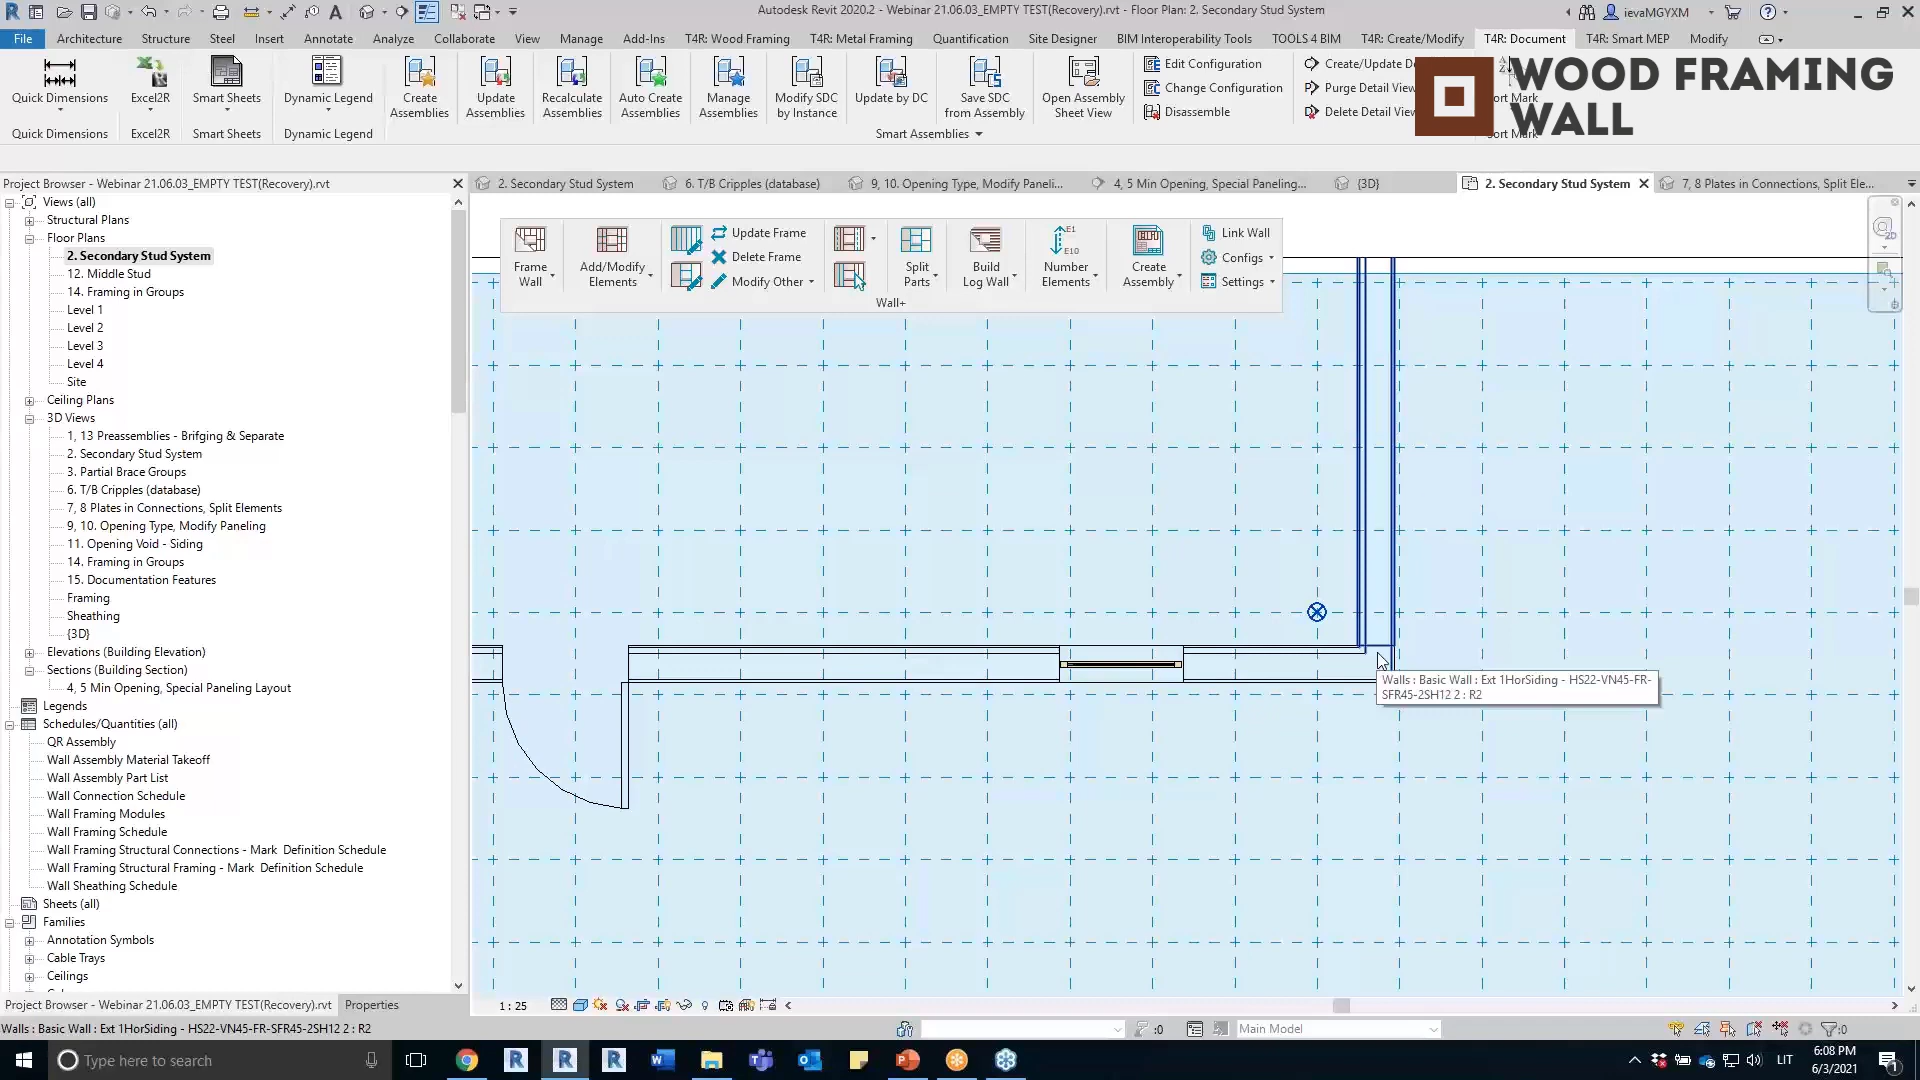 Autodesk Revit 2020.2 - Webinar 21.06.03_EMPTY TEST(Recovery).rvt - Floor Plan: 2. Secondary Stud System
ievaMGYXM
File Architecture Structure Steel Insert Annotate Analyze Collaborate View Manage Add-Ins T4R: Wood Framing T4R: Metal Framing Quantification Site Designer BIM Interoperability Tools TOOLS 4 BIM T4R: Create/Modify T4R: Document T4R: Smart MEP Modify
Quick Dimensions
Excel2R
Smart Sheets
Dynamic Legend
Create
Assemblies
Update
Assemblies
Recalculate
Assemblies
Auto Create
Assemblies
Manage
Assemblies
Modify SDC
by Instance
Update by DC
Save SDC
from Assembly
Open Assembly
Sheet View
Edit Configuration
Change Configuration
Disassemble
Create/Update De
Purge Detail View
Delete Detail View
WOOD FRAMING
WALL
Quick Dimensions Excel2R Smart Sheets Dynamic Legend Smart Assemblies
Project Browser - Webinar 21.06.03_EMPTY TEST(Recovery).rvt
Views (all)
Structural Plans
Floor Plans
2. Secondary Stud System
12. Middle Stud
14. Framing in Groups
Level 1
Level 2
Level 3
Level 4
Site
Ceiling Plans
3D Views
1, 13 Preassemblies - Brifging & Separate
2. Secondary Stud System
3. Partial Brace Groups
6. T/B Cripples (database)
7, 8 Plates in Connections, Split Elements
9, 10. Opening Type, Modify Paneling
11. Opening Void - Siding
14. Framing in Groups
15. Documentation Features
Framing
Sheathing
{3D}
Elevations (Building Elevation)
Sections (Building Section)
4, 5 Min Opening, Special Paneling Layout
Legends
Schedules/Quantities (all)
QR Assembly
Wall Assembly Material Takeoff
Wall Assembly Part List
Wall Connection Schedule
Wall Framing Modules
Wall Framing Schedule
Wall Framing Structural Connections - Mark Definition Schedule
Wall Framing Structural Framing - Mark Definition Schedule
Wall Sheathing Schedule
Sheets (all)
Families
Annotation Symbols
Cable Trays
Ceilings
Project Browser - Webinar 21.06.03_EMPTY TEST(Recovery).rvt Properties
2. Secondary Stud System 6. T/B Cripples (database) 9, 10. Opening Type, Modify Paneli... 4, 5 Min Opening, Special Paneling... {3D} 2. Secondary Stud System 7, 8 Plates in Connections, Split Ele...
Frame
Wall
Add/Modify
Elements
Update Frame
Delete Frame
Modify Other
Split
Parts
Build
Log Wall
E1
E10
Number
Elements
Create
Assembly
Link Wall
Configs
Settings
Wall+
2D
Walls : Basic Wall : Ext 1HorSiding - HS22-VN45-FR-
SFR45-2SH12 2 : R2
1 : 25
Walls : Basic Wall : Ext 1HorSiding - HS22-VN45-FR-SFR45-2SH12 2 : R2
:0
Main Model
:0
Type here to search
LIT
6:08 PM
6/3/2021
1